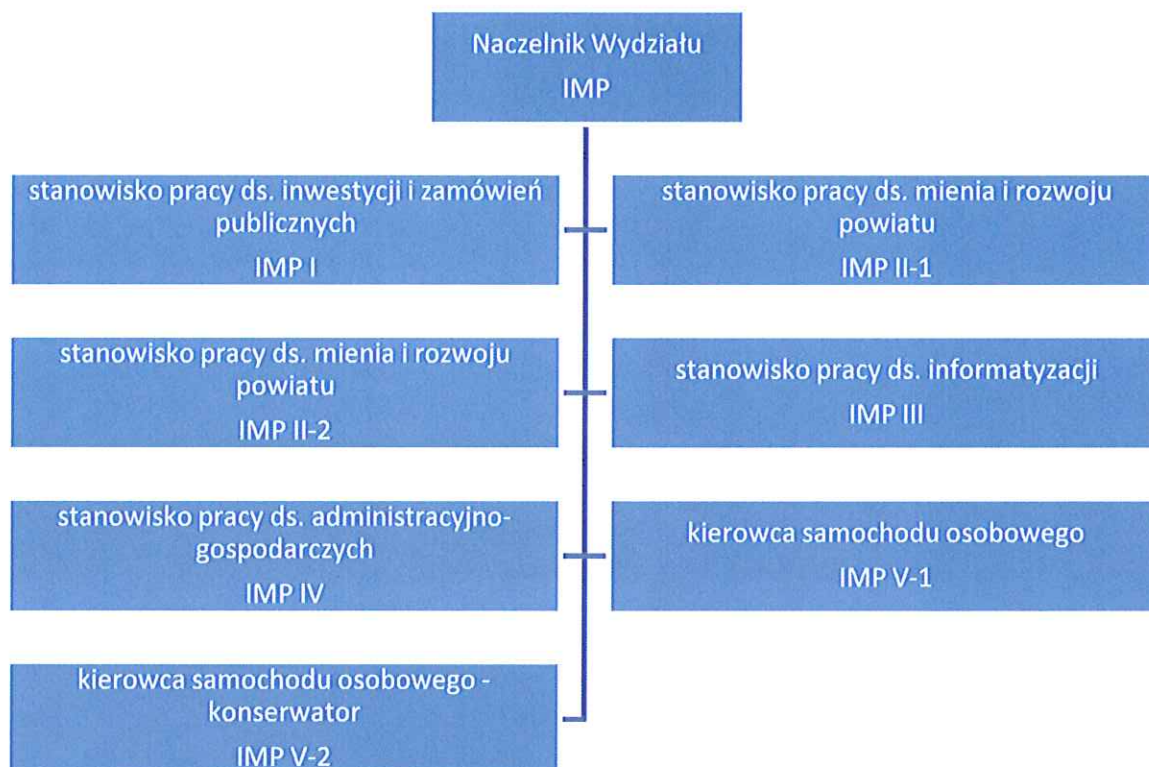 Naczelnik Wydziału
IMP
stanowisko pracy ds. inwestycji i zamówień
publicznych
IMP I
stanowisko pracy ds. mienia i rozwoju
powiatu
IMP II-1
stanowisko pracy ds. mienia i rozwoju
powiatu
IMP II-2
stanowisko pracy ds. informatyzacji
IMP III
stanowisko pracy ds. administracyjno-
gospodarczych
IMP IV
kierowca samochodu osobowego
IMP V-1
kierowca samochodu osobowego -
konserwator
IMP V-2